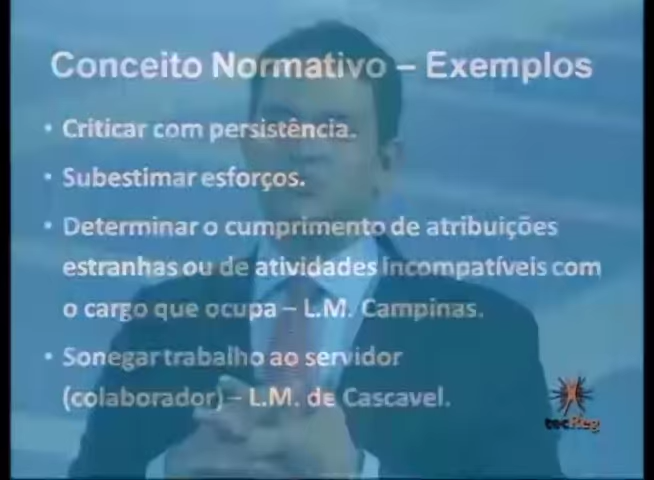 Conceito Normativo – Exemplos
• Criticar com persistência.
• Subestimar esforços.
• Determinar o cumprimento de atribuições
estranhas ou de atividades incompatíveis com
o cargo que ocupa – L.M. Campinas.
• Sonegar trabalho ao servidor
(colaborador) – L.M. de Cascavel.
tecReg